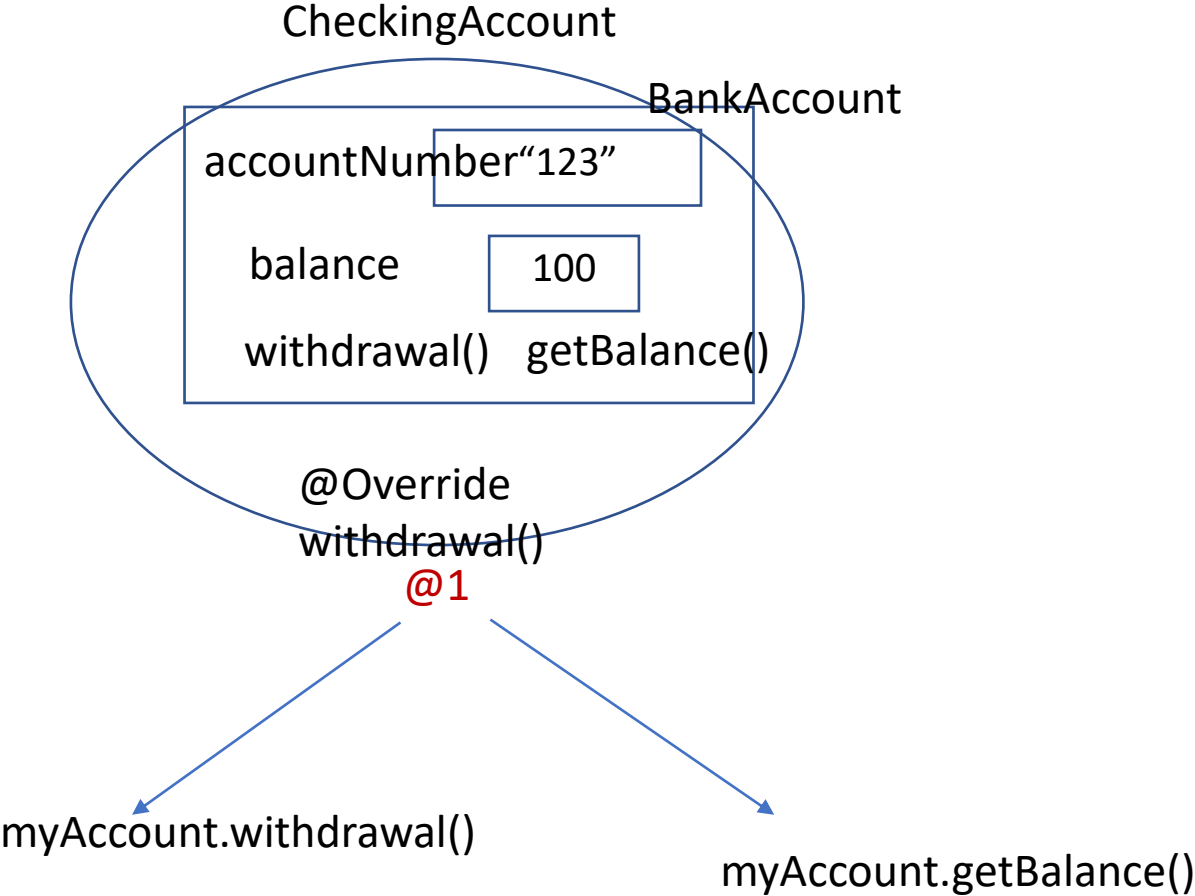 CheckingAccount
BankAccount
accountNumber “123”
balance 100
withdrawal() getBalance()
@Override
withdrawal()
@1
myAccount.withdrawal()
myAccount.getBalance()